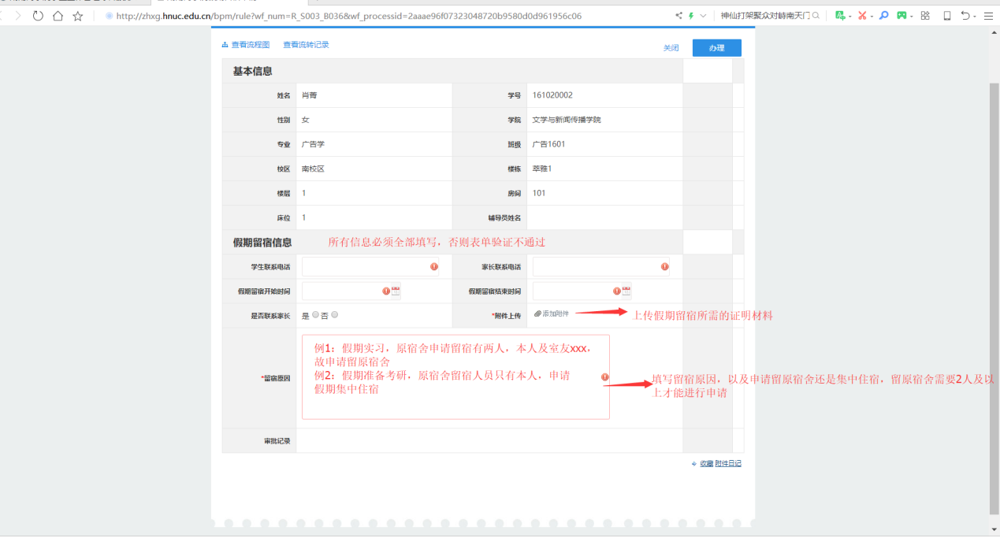 http://zhxg.hnuc.edu.cn/bpm/rule?wf_num=R_S003_B036&wf_processid=2aaae96f07323048720b9580d0d961956c06
神仙打架聚众对峙南天门
查看流程图 查看流转记录
关闭 办理
基本信息
姓名 肖菁 学号 161020002
性别 女 学院 文学与新闻传播学院
专业 广告学 班级 广告1601
校区 南校区 楼栋 萃雅1
楼层 1 房间 101
床位 1 辅导员姓名
假期留宿信息 所有信息必须全部填写，否则表单验证不通过
学生联系电话 家长联系电话
假期留宿开始时间 假期留宿结束时间
是否联系家长 是 否 *附件上传 添加附件 上传假期留宿所需的证明材料
例1：假期实习，原宿舍申请留宿有两人，本人及室友xxx，
故申请留原宿舍
例2：假期准备考研，原宿舍留宿人员只有本人，申请
假期集中住宿
*留宿原因
填写留宿原因，以及申请留原宿舍还是集中住宿，留原宿舍需要2人及以
上才能进行申请
审批记录
收藏 附件日记